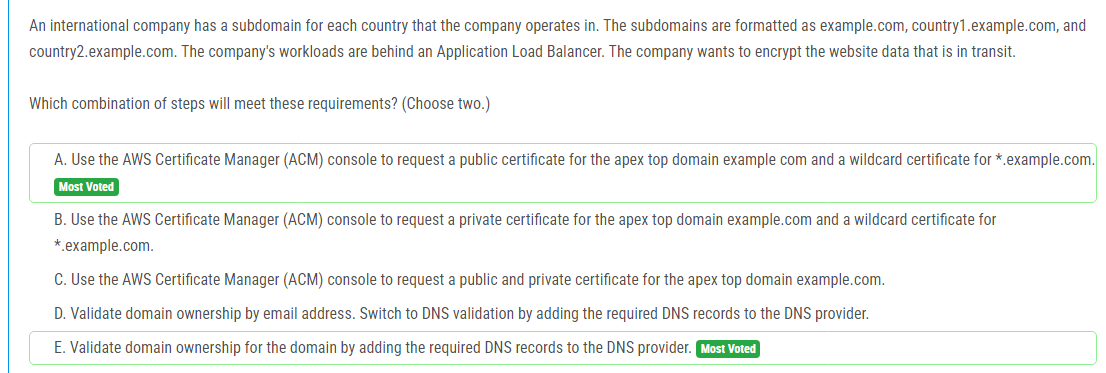 An international company has a subdomain for each country that the company operates in. The subdomains are formatted as example.com, country1.example.com, and
country2.example.com. The company's workloads are behind an Application Load Balancer. The company wants to encrypt the website data that is in transit.
Which combination of steps will meet these requirements? (Choose two.)
A. Use the AWS Certificate Manager (ACM) console to request a public certificate for the apex top domain example com and a wildcard certificate for *.example.com.
Most Voted
B. Use the AWS Certificate Manager (ACM) console to request a private certificate for the apex top domain example.com and a wildcard certificate for
*.example.com.
C. Use the AWS Certificate Manager (ACM) console to request a public and private certificate for the apex top domain example.com.
D. Validate domain ownership by email address. Switch to DNS validation by adding the required DNS records to the DNS provider.
E. Validate domain ownership for the domain by adding the required DNS records to the DNS provider. Most Voted